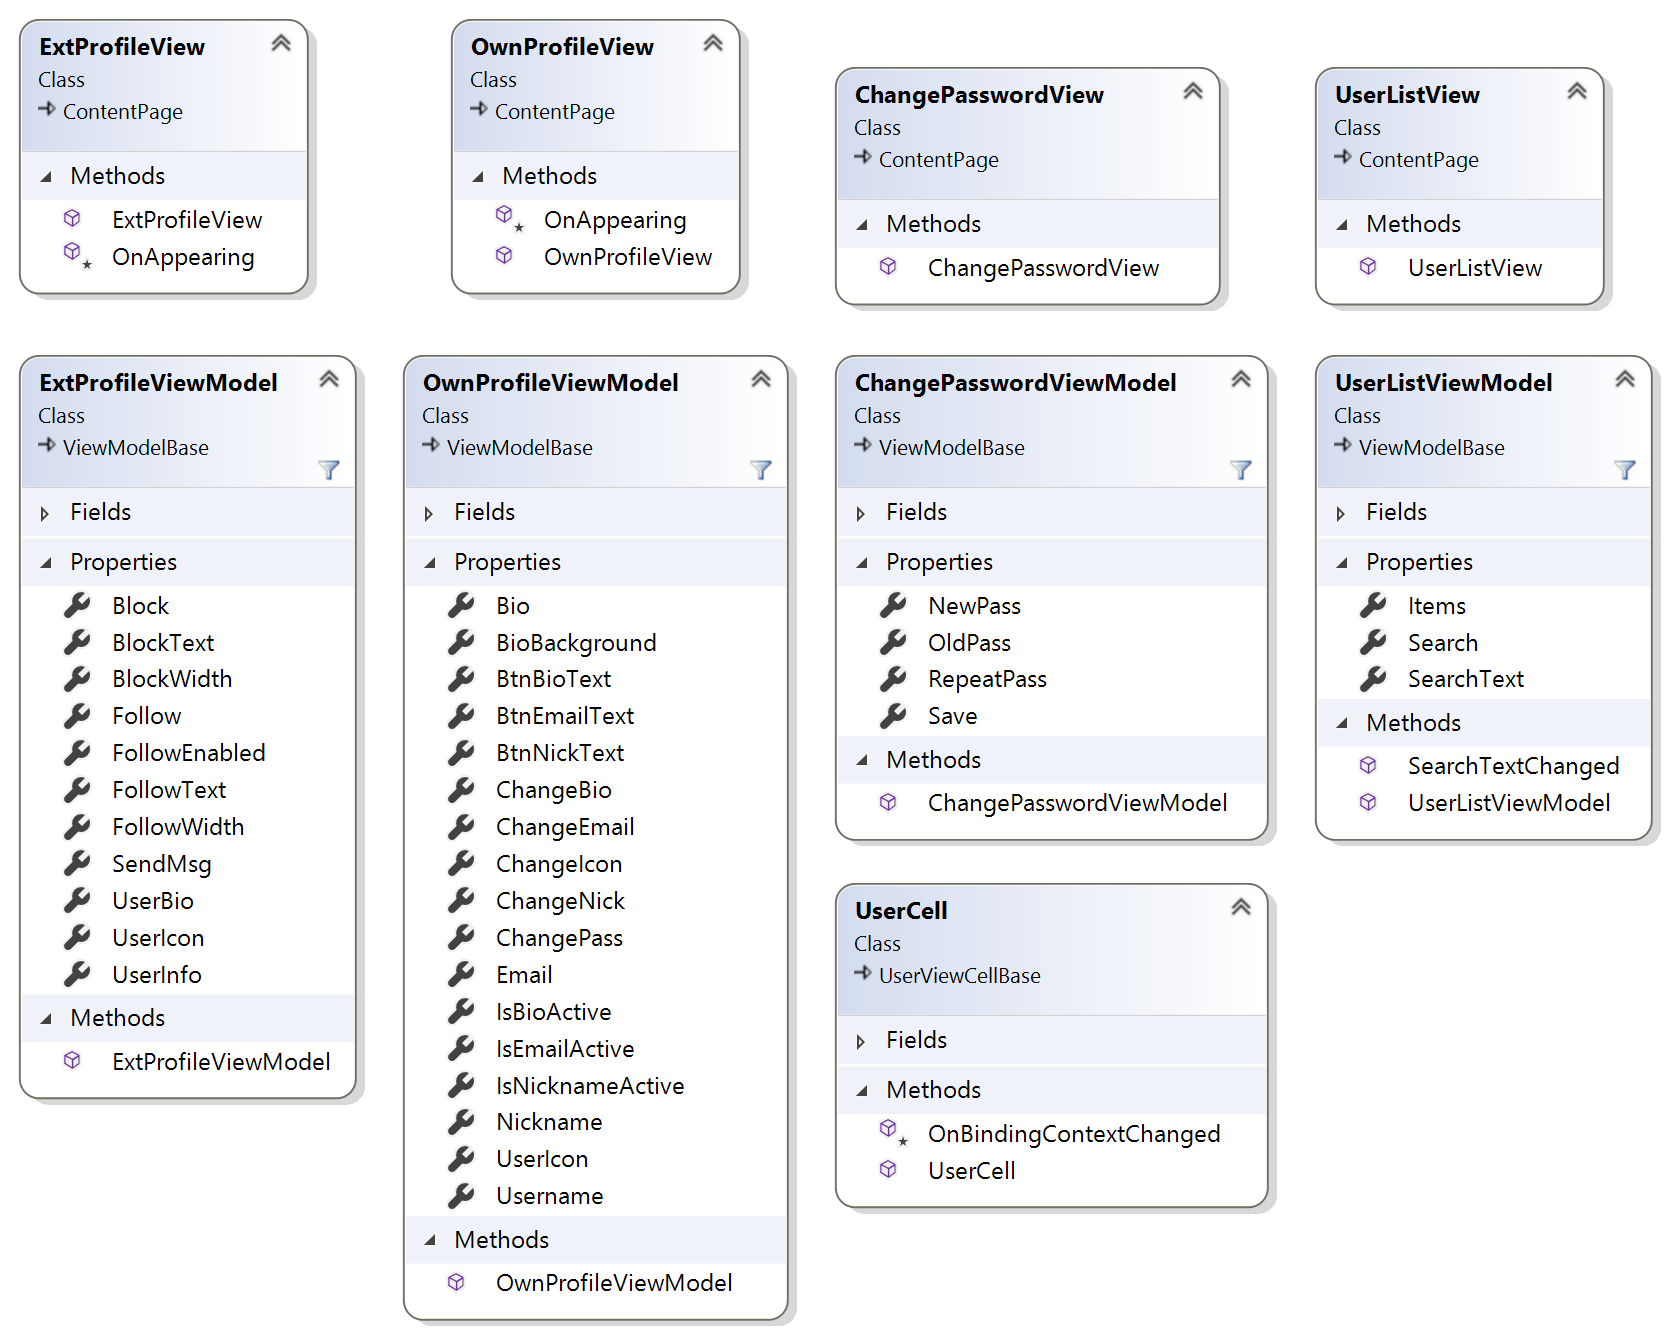 ExtProfileView
Class
ContentPage
Methods
ExtProfileView
OnAppearing
OwnProfileView
Class
ContentPage
Methods
OnAppearing
OwnProfileView
ChangePasswordView
Class
ContentPage
Methods
ChangePasswordView
UserListView
Class
ContentPage
Methods
UserListView
ExtProfileViewModel
Class
ViewModelBase
Fields
Properties
Block
BlockText
BlockWidth
Follow
FollowEnabled
FollowText
FollowWidth
SendMsg
UserBio
UserIcon
UserInfo
Methods
ExtProfileViewModel
OwnProfileViewModel
Class
ViewModelBase
Fields
Properties
Bio
BioBackground
BtnBioText
BtnEmailText
BtnNickText
ChangeBio
ChangeEmail
ChangeIcon
ChangeNick
ChangePass
Email
IsBioActive
IsEmailActive
IsNicknameActive
Nickname
UserIcon
Username
Methods
OwnProfileViewModel
ChangePasswordViewModel
Class
ViewModelBase
Fields
Properties
NewPass
OldPass
RepeatPass
Save
Methods
ChangePasswordViewModel
UserListViewModel
Class
ViewModelBase
Fields
Properties
Items
Search
SearchText
Methods
SearchTextChanged
UserListViewModel
UserCell
Class
UserViewCellBase
Fields
Methods
OnBindingContextChanged
UserCell